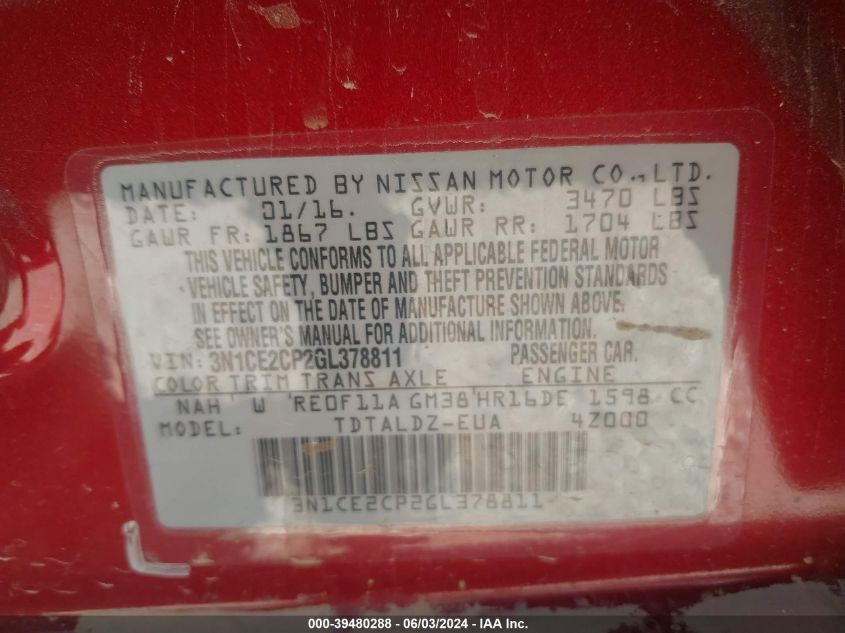 MANUFACTURED BY NISSAN MOTOR CO., LTD.
DATE: 01/16. GVWR: 3470 LBS
GAWR FR: 1867 LBS GAWR RR: 1704 LBS
THIS VEHICLE CONFORMS TO ALL APPLICABLE FEDERAL MOTOR
VEHICLE SAFETY, BUMPER AND THEFT PREVENTION STANDARDS
IN EFFECT ON THE DATE OF MANUFACTURE SHOWN ABOVE.
SEE OWNER'S MANUAL FOR ADDITIONAL INFORMATION.
VIN: 3N1CE2CP2GL378811 PASSENGER CAR.
COLOR TRIM TRANS AXLE ENGINE
NAH W RE0F11A GM38 HR16DE 1598 CC
MODEL: TDTALDZ-EUA 4Z000
3N1CE2CP2GL378811
000-39480288 - 06/03/2024 - IAAI, Inc.